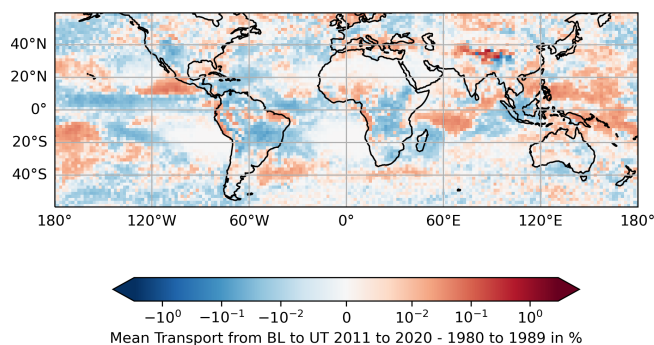 40°N
20°N
0°
20°S
40°S
180° 120°W 60°W 0° 60°E 120°E 180°
−10⁰ −10⁻¹ −10⁻² 0 10⁻² 10⁻¹ 10⁰
Mean Transport from BL to UT 2011 to 2020 - 1980 to 1989 in %